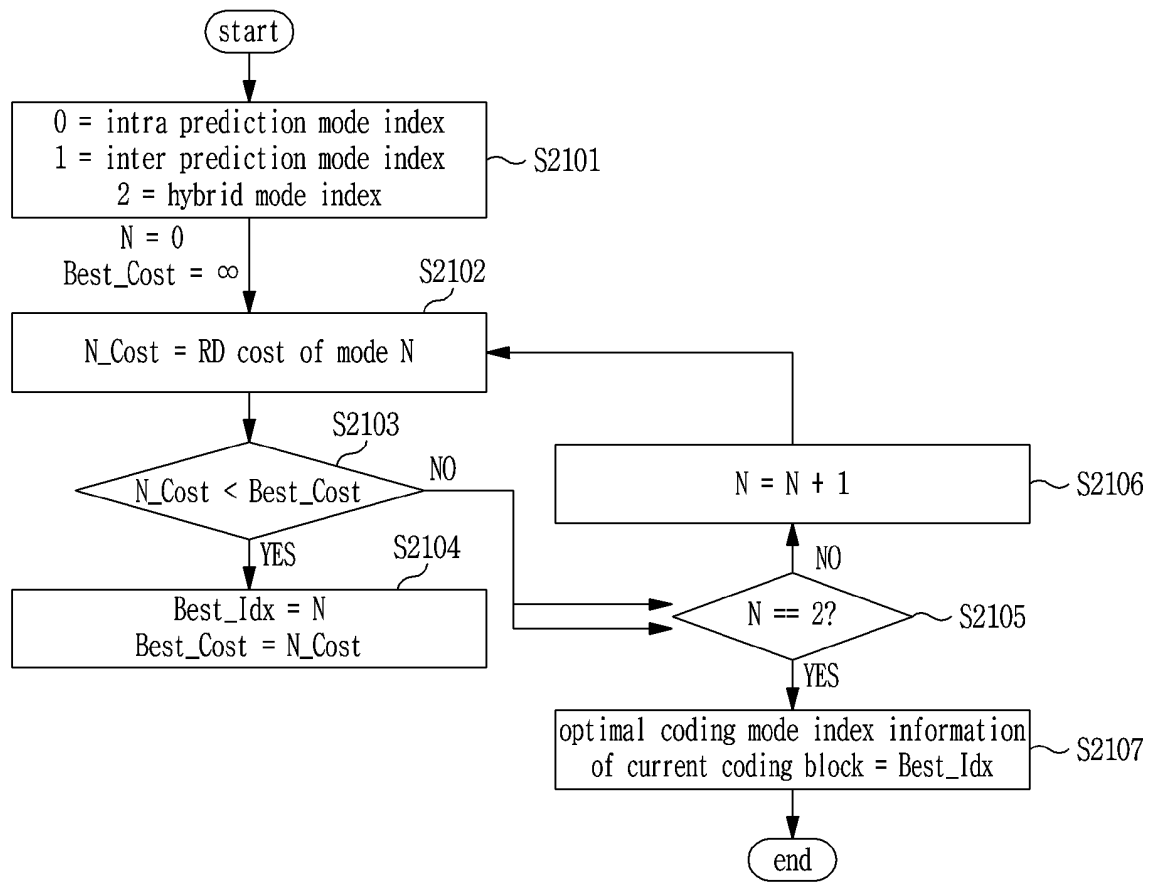 start
0 = intra prediction mode index
1 = inter prediction mode index
2 = hybrid mode index
S2101
N = 0
Best_Cost = ∞
S2102
N_Cost = RD cost of mode N
S2103
N_Cost < Best_Cost
NO
YES
S2104
Best_Idx = N
Best_Cost = N_Cost
N = N + 1
S2106
NO
N == 2?
S2105
YES
optimal coding mode index information
of current coding block = Best_Idx
S2107
end